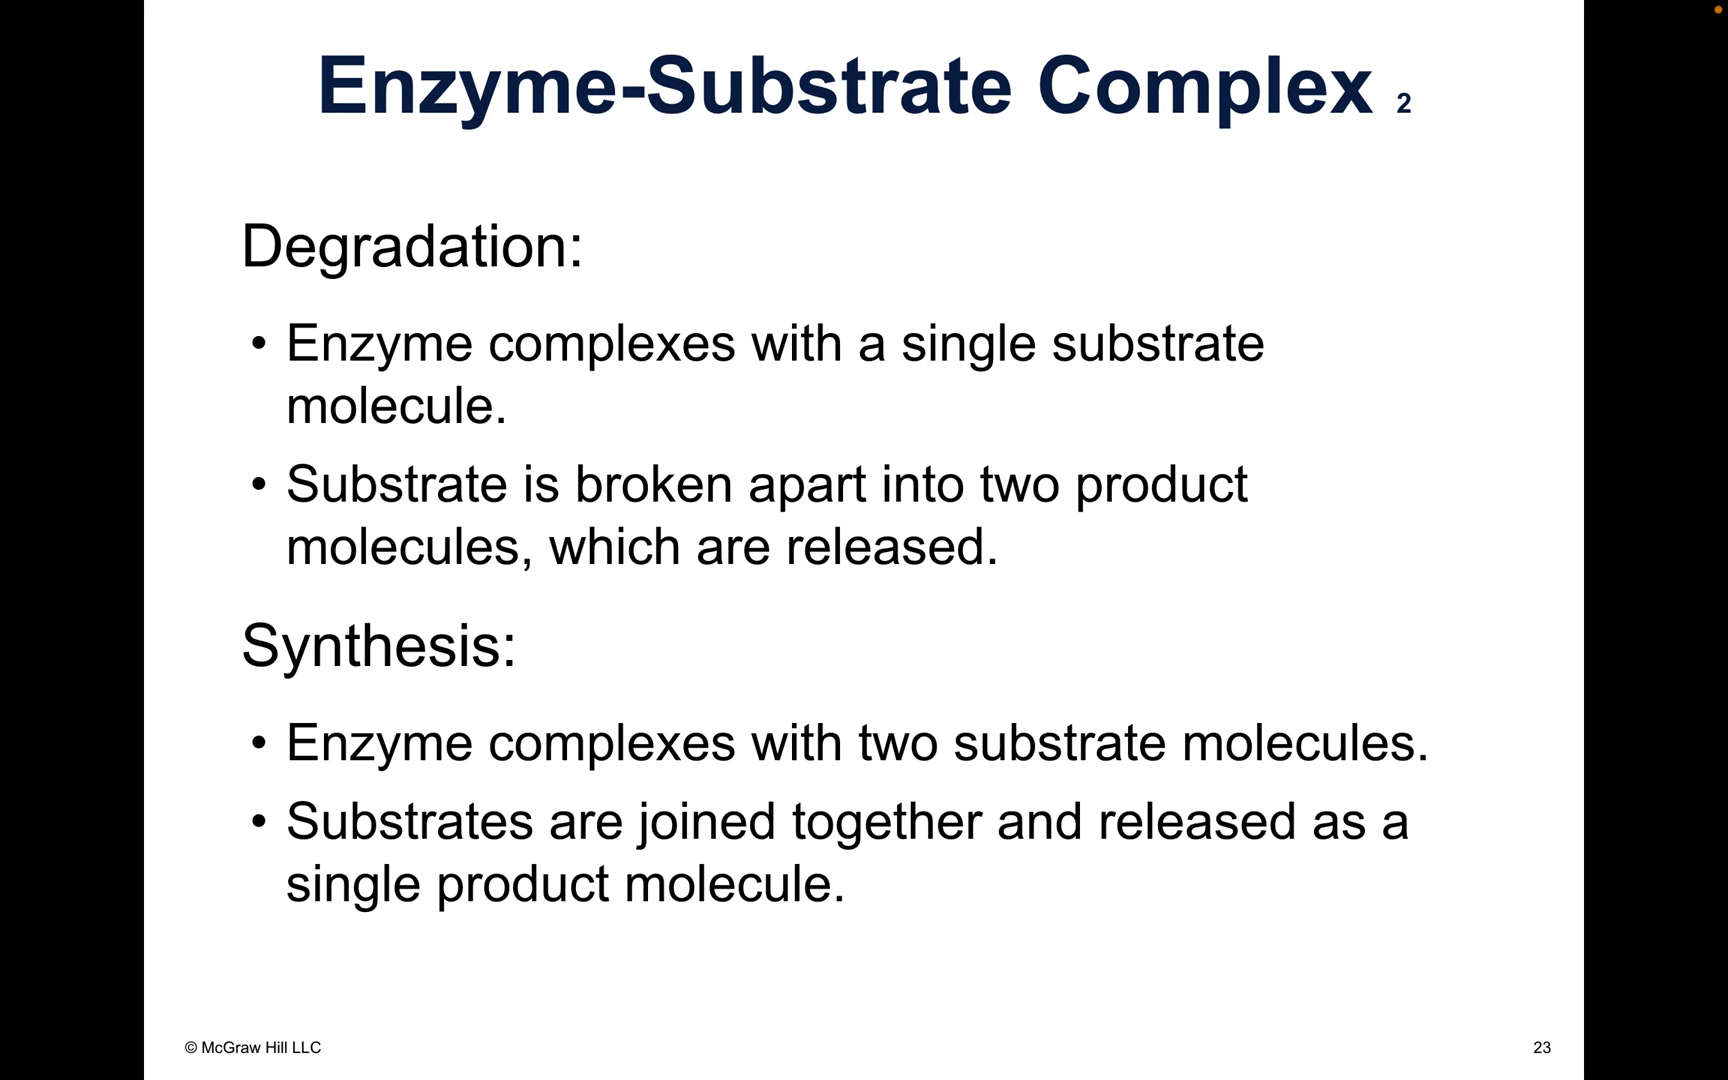 Enzyme-Substrate Complex 2
Degradation:
• Enzyme complexes with a single substrate
molecule.
• Substrate is broken apart into two product
molecules, which are released.
Synthesis:
• Enzyme complexes with two substrate molecules.
• Substrates are joined together and released as a
single product molecule.
© McGraw Hill LLC
23